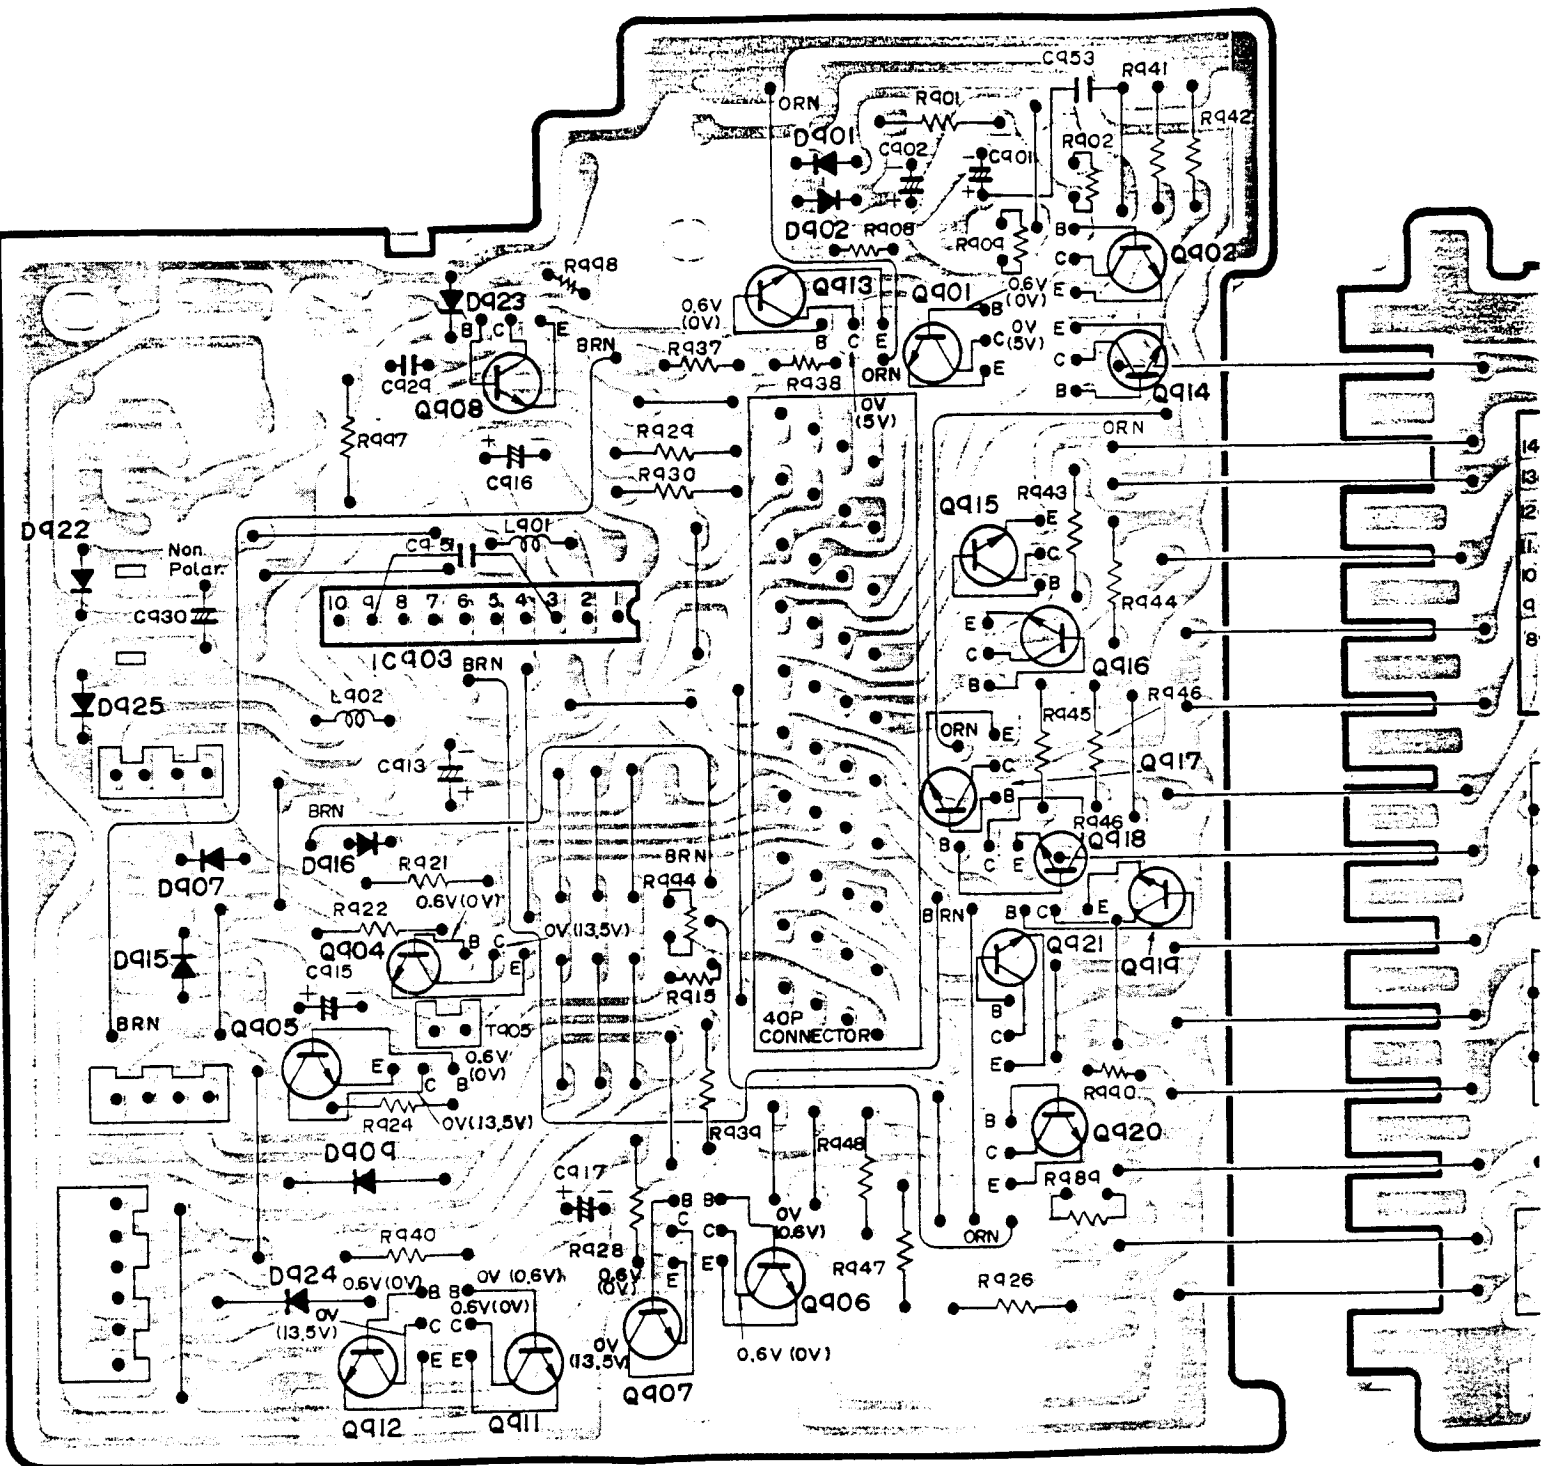 C953
R941
ORN
R901
R942
D901
C902
C901
R902
D902
R908
R909
B
C
E
Q902
R998
Q913
Q901
0.6V
(0V)
D923
0.6V
(0V)
B
C
E
B
C
E
0V
(5V)
B
C
E
E
C
B
BRN
R937
R938
ORN
C929
Q908
Q914
0V
(5V)
ORN
R997
R929
C916
R930
Q915
R943
E
C
B
D922
Non
Polar.
C951
L901
14
13
12
11
10
9
8
10 9 8 7 6 5 4 3 2 1
C930
R944
E
C
B
IC903
BRN
Q916
D925
L902
R946
R945
ORN
E
C
B
C913
Q917
BRN
R946
Q918
B C E
D907
D916
R921
BRN
R994
0.6V(0V)
R922
BRN
B C E
Q904
B C E
0V(13.5V)
Q921
Q919
D915
C915
R915
B
C
E
BRN
Q905
T905
40P
CONNECTOR
0.6V
(0V)
E C B
R990
R924
0V(13.5V)
R939
R948
B
C
E
Q920
D909
C917
R989
B
C
E
B
C
E
0V
(0.6V)
R928
ORN
R940
R947
D924
0.6V(0V)
B
C
E
B
C
E
0V (0.6V)
0.6V(0V)
0.6V
(0V)
Q906
R926
0V
(13.5V)
0V
(13.5V)
0.6V (0V)
Q907
Q912
Q911